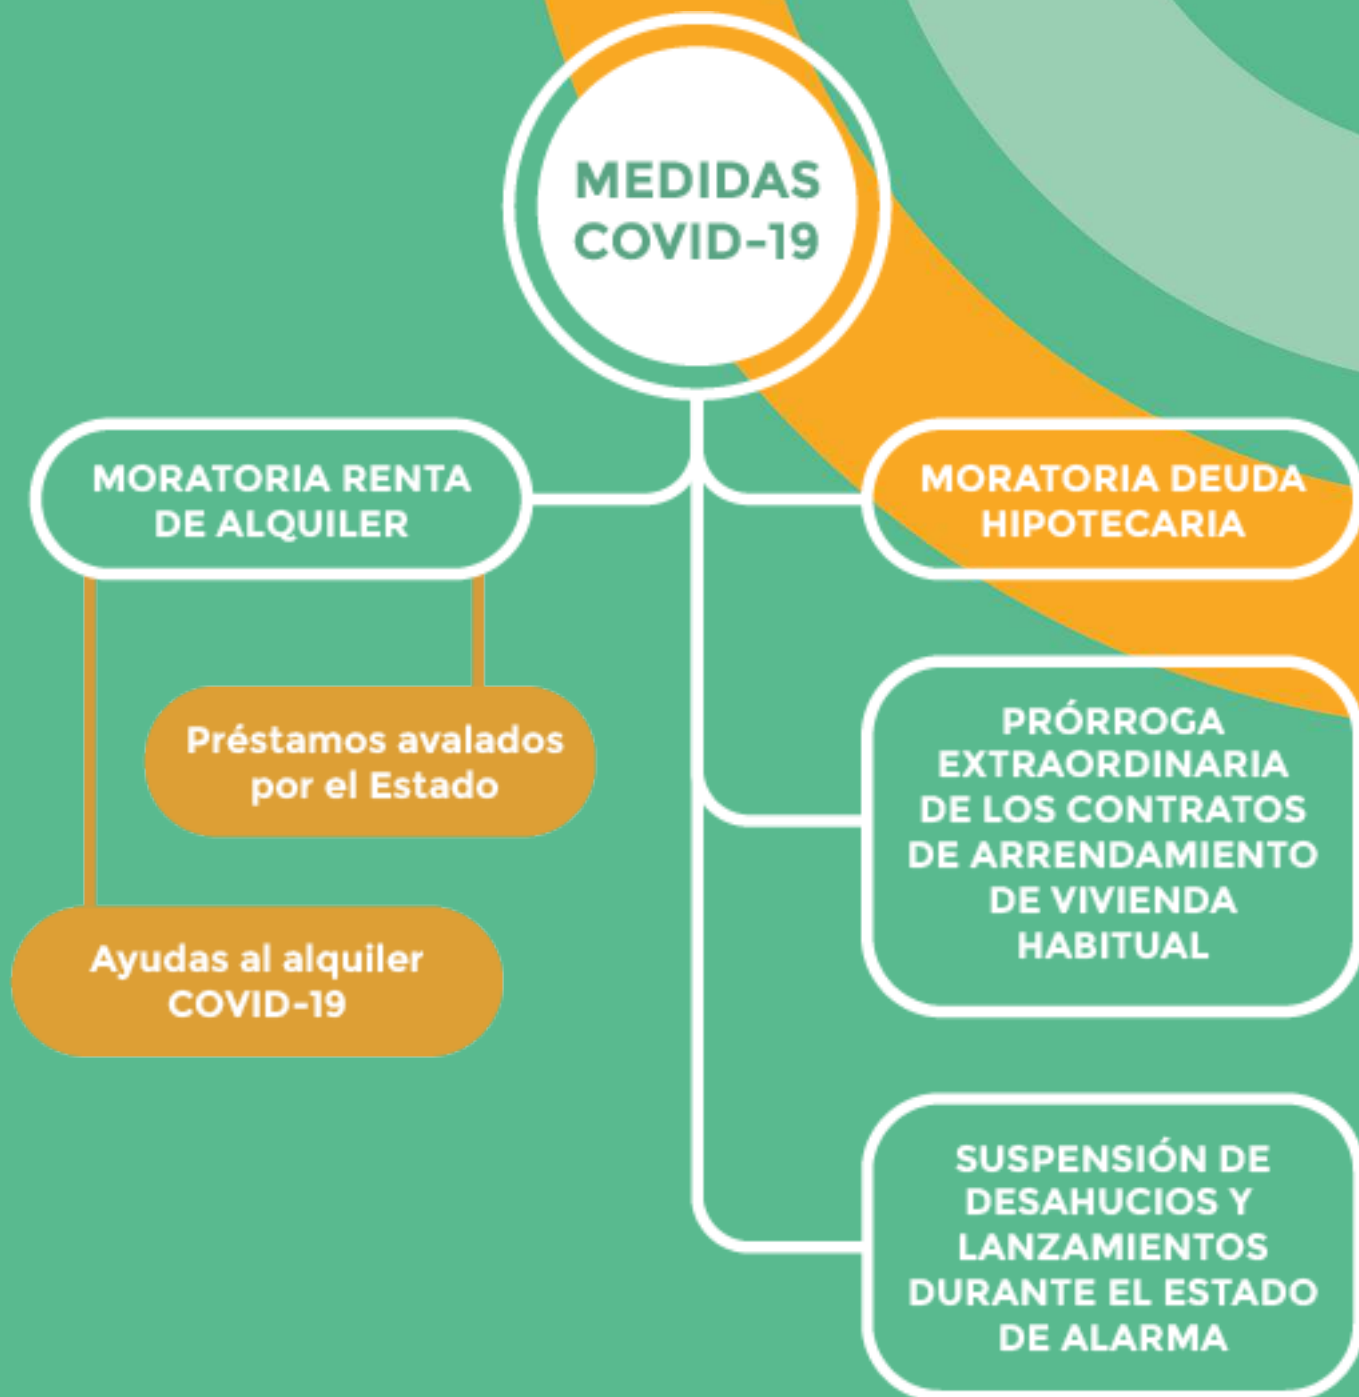 MEDIDAS
COVID-19
MORATORIA RENTA
DE ALQUILER
Préstamos avalados
por el Estado
Ayudas al alquiler
COVID-19
MORATORIA DEUDA
HIPOTECARIA
PRÓRROGA
EXTRAORDINARIA
DE LOS CONTRATOS
DE ARRENDAMIENTO
DE VIVIENDA
HABITUAL
SUSPENSIÓN DE
DESAHUCIOS Y
LANZAMIENTOS
DURANTE EL ESTADO
DE ALARMA